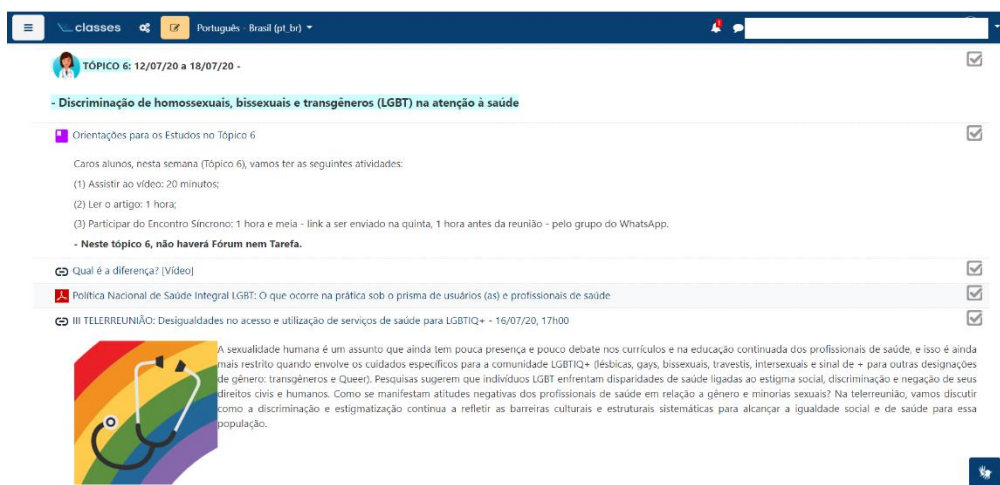 classes Português - Brasil (pt_br)
TÓPICO 6: 12/07/20 a 18/07/20 -
- Discriminação de homossexuais, bissexuais e transgêneros (LGBT) na atenção à saúde
Orientações para os Estudos no Tópico 6
Caros alunos, nesta semana (Tópico 6), vamos ter as seguintes atividades:
(1) Assistir ao vídeo: 20 minutos;
(2) Ler o artigo: 1 hora;
(3) Participar do Encontro Síncrono: 1 hora e meia - link a ser enviado na quinta, 1 hora antes da reunião - pelo grupo do WhatsApp.
- Neste tópico 6, não haverá Fórum nem Tarefa.
Qual é a diferença? [Vídeo]
Política Nacional de Saúde Integral LGBT: O que ocorre na prática sob o prisma de usuários (as) e profissionais de saúde
III TELERREUNIÃO: Desigualdades no acesso e utilização de serviços de saúde para LGBTIQ+ - 16/07/20, 17h00
A sexualidade humana é um assunto que ainda tem pouca presença e pouco debate nos currículos e na educação continuada dos profissionais de saúde, e isso é ainda
mais restrito quando envolve os cuidados específicos para a comunidade LGBTIQ+ (lésbicas, gays, bissexuais, travestis, intersexuais e sinal de + para outras designações
de gênero: transgêneros e Queer). Pesquisas sugerem que indivíduos LGBT enfrentam disparidades de saúde ligadas ao estigma social, discriminação e negação de seus
direitos civis e humanos. Como se manifestam atitudes negativas dos profissionais de saúde em relação a gênero e minorias sexuais? Na telerreunião, vamos discutir
como a discriminação e estigmatização continua a refletir as barreiras culturais e estruturais sistemáticas para alcançar a igualdade social e de saúde para essa
população.